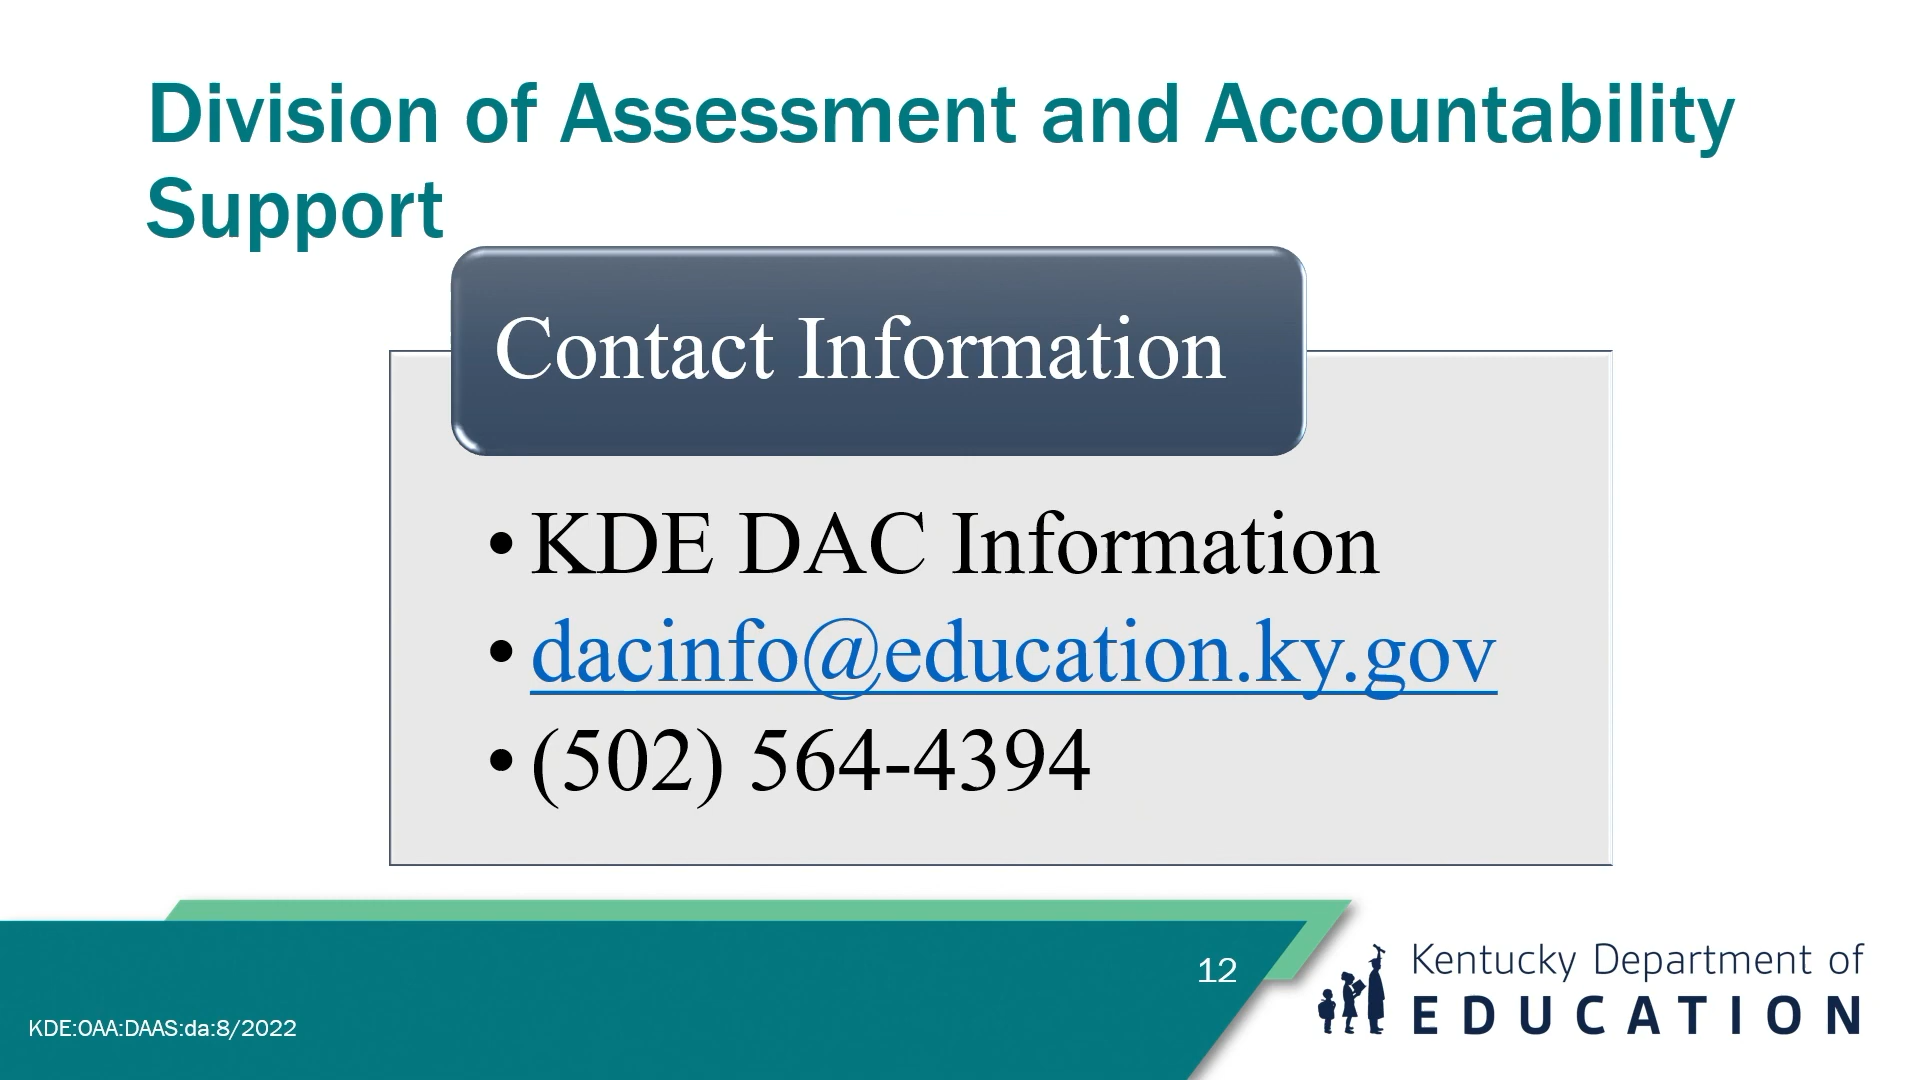 Division of Assessment and Accountability
Support
Contact Information
• KDE DAC Information
• dacinfo@education.ky.gov
• (502) 564-4394
12
KDE:OAA:DAAS:da:8/2022
Kentucky Department of
EDUCATION